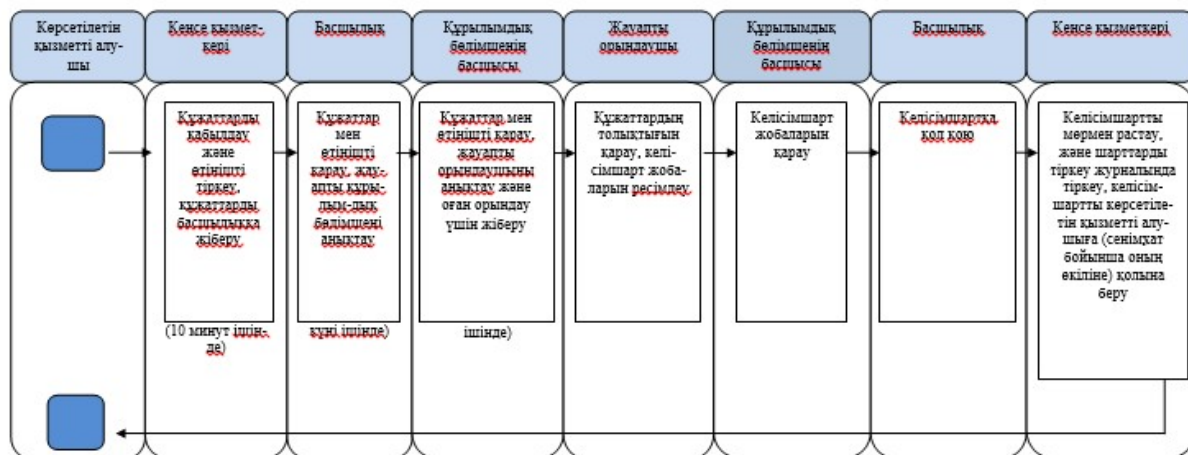 Көрсетілетін
қызметті алу-
шы
Кеңсе қызмет-
кері
Басшылық
Құрылымдық
бөлімшенің
басшысы
Жауапты
орындаушы
Құрылымдық
бөлімшенің
басшысы
Басшылық
Кеңсе қызметкері
Құжаттарды
қабылдау
және
өтінішті
тіркеу,
құжаттарды
басшылыққа
жіберу
(10 минут ішін-
де)
Құжаттар
мен
өтінішті
қарау, жау-
апты құры-
лым-дық
бөлімшені
анықтау
күні ішінде)
Құжаттар мен
өтінішті қарау,
жауапты
орындаушыны
анықтау және
оған орындау
үшін жіберу
ішінде)
Құжаттардың
толықтығын
қарау, келі-
сімшарт жоба-
ларын ресімдеу
Келісімшарт
жобаларын
қарау
Келісімшартқа
қол қою
Келісімшартты
мөрмен растау,
және шарттарды
тіркеу журналында
тіркеу, келісім-
шартты көрсетіле-
тін қызметті алу-
шыға (сенімхат
бойынша оның
өкіліне) қолына
беру